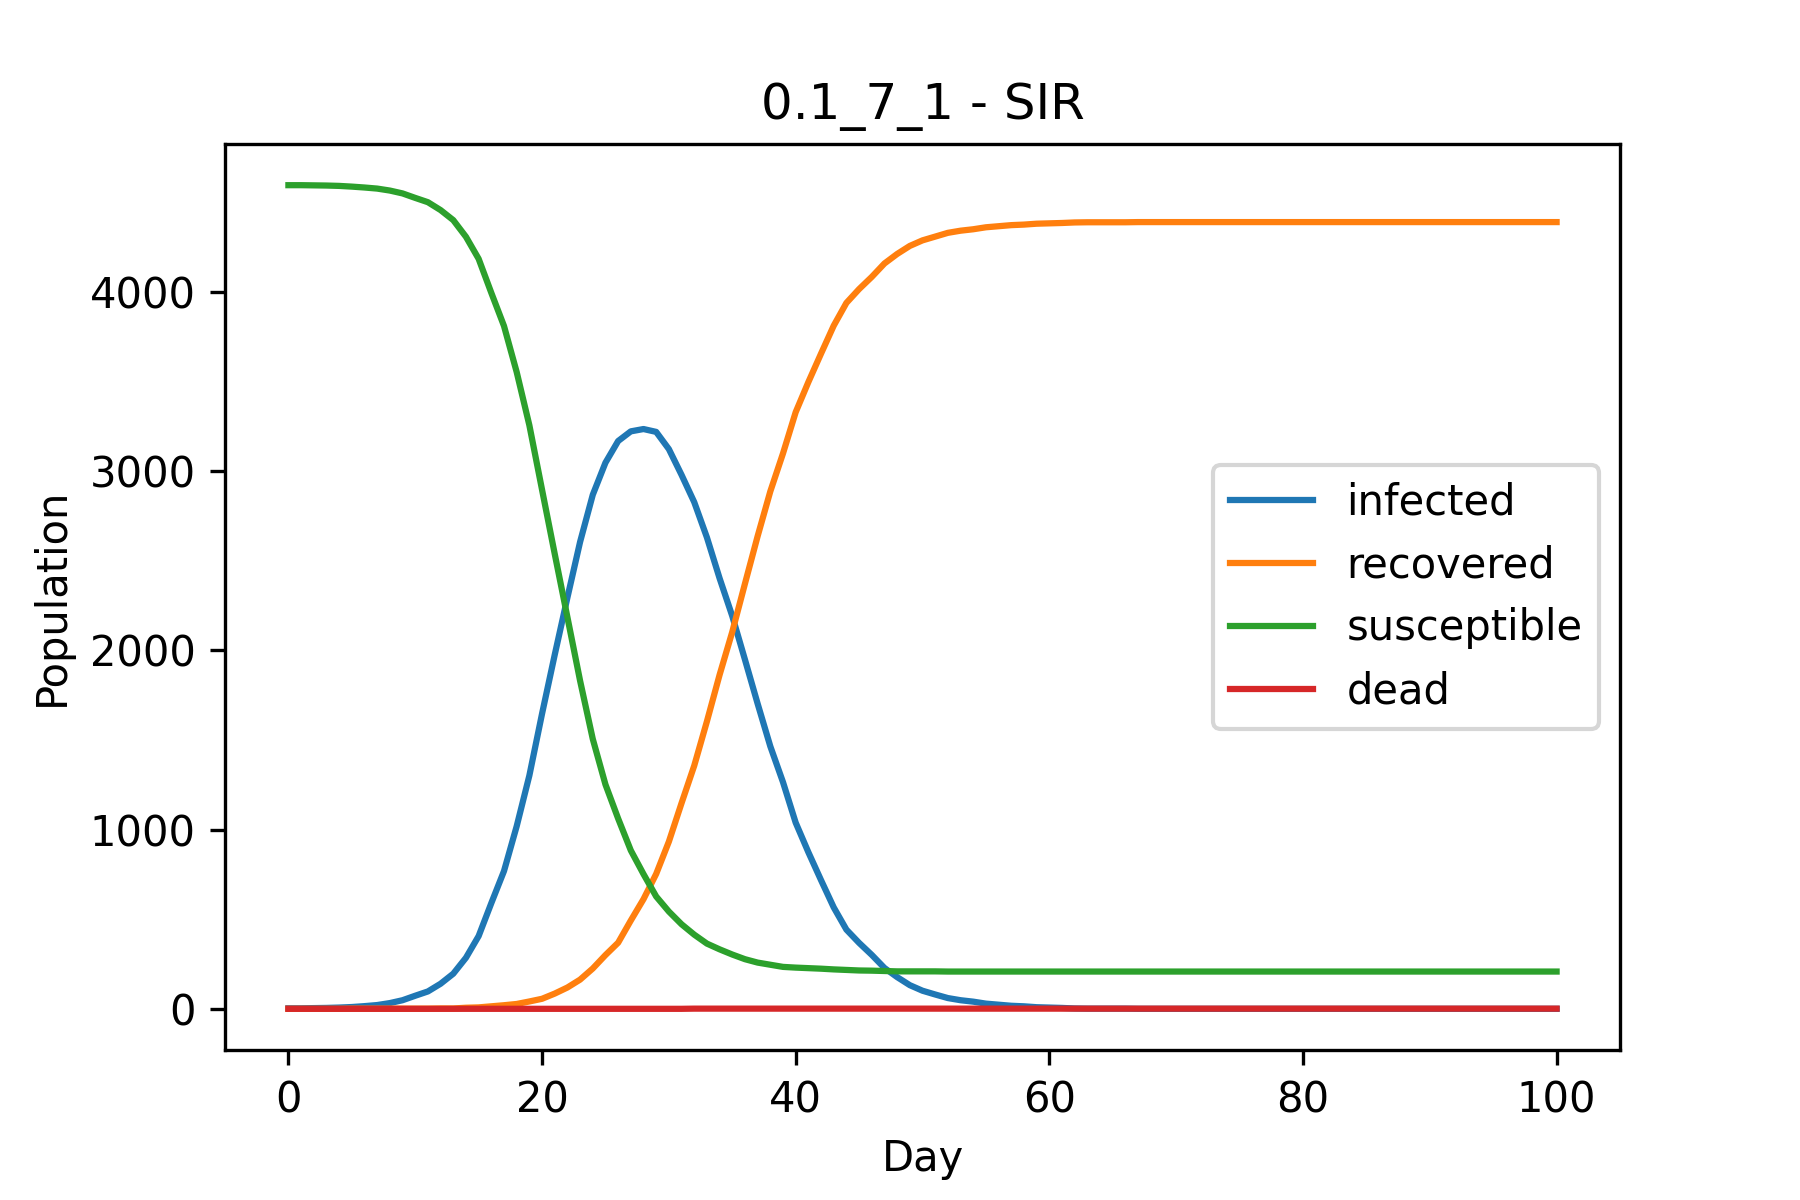 0.1_7_1 - SIR
Population
4000
3000
2000
1000
0
infected
recovered
susceptible
dead
0 20 40 60 80 100
Day